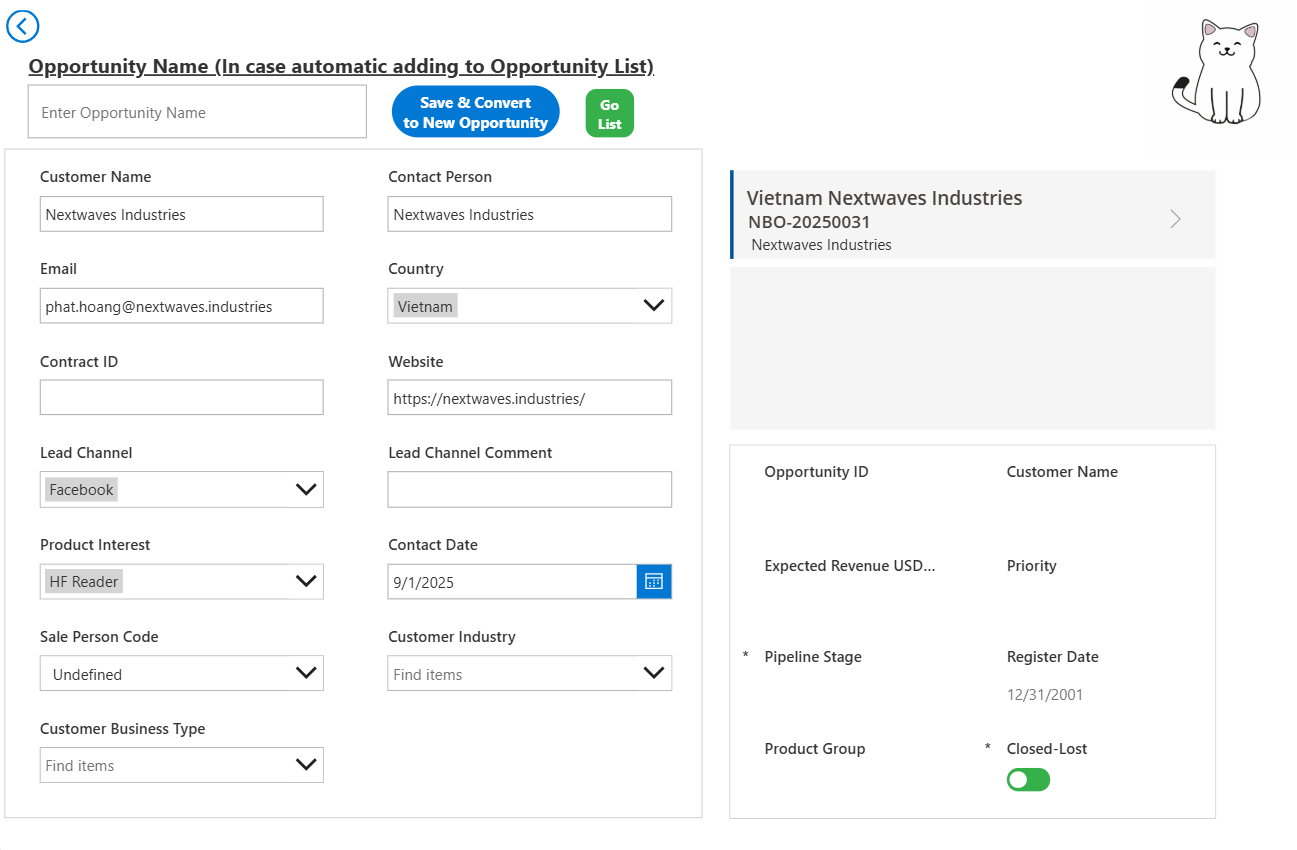 Opportunity Name (In case automatic adding to Opportunity List)
Enter Opportunity Name
Save & Convert
to New Opportunity
Go
List
Customer Name
Contact Person
Nextwaves Industries
Nextwaves Industries
Email
Country
phat.hoang@nextwaves.industries
Vietnam
Contract ID
Website
https://nextwaves.industries/
Lead Channel
Lead Channel Comment
Facebook
Product Interest
Contact Date
HF Reader
9/1/2025
Sale Person Code
Customer Industry
Undefined
Find items
Customer Business Type
Find items
Vietnam Nextwaves Industries
NBO-20250031
Nextwaves Industries
Opportunity ID
Customer Name
Expected Revenue USD...
Priority
* Pipeline Stage
Register Date
12/31/2001
Product Group
* Closed-Lost